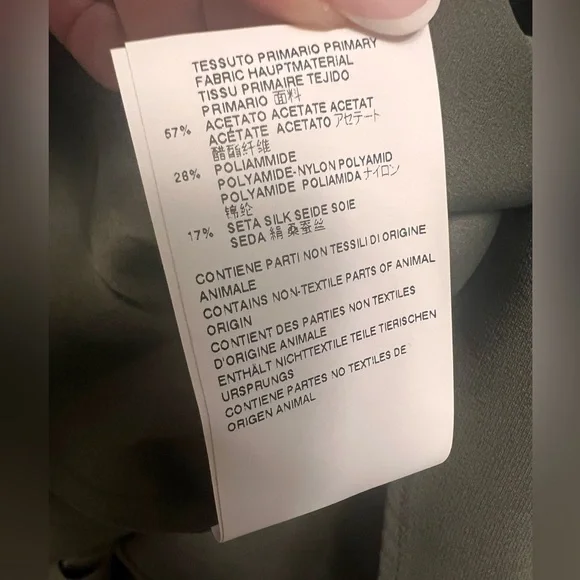 TESSUTO PRIMARIO PRIMARY
FABRIC HAUPTMATERIAL
TISSU PRIMAIRE TEJIDO
PRIMARIO 面料
57% ACETATO ACETATE ACETAT
ACÉTATE ACETATO アセテート
醋酯纤维
26% POLIAMMIDE
POLYAMIDE-NYLON POLYAMID
POLYAMIDE POLIAMIDA ナイロン
锦纶
17% SETA SILK SEIDE SOIE
SEDA 絹 桑蚕丝
CONTIENE PARTI NON TESSILI DI ORIGINE
ANIMALE
CONTAINS NON-TEXTILE PARTS OF ANIMAL
ORIGIN
CONTIENT DES PARTIES NON TEXTILES
D'ORIGINE ANIMALE
ENTHÄLT NICHTTEXTILE TEILE TIERISCHEN
URSPRUNGS
CONTIENE PARTES NO TEXTILES DE
ORIGEN ANIMAL